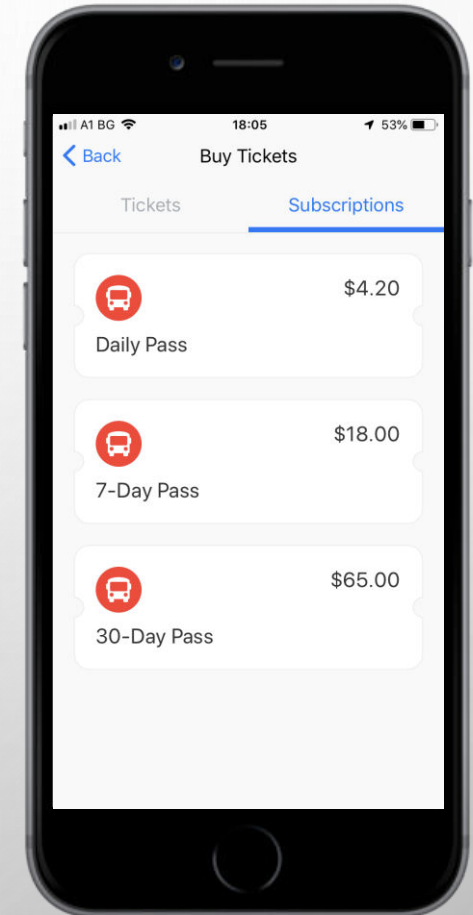 A1 BG 18:05 53%
Back Buy Tickets
Tickets Subscriptions
$4.20
Daily Pass
$18.00
7-Day Pass
$65.00
30-Day Pass